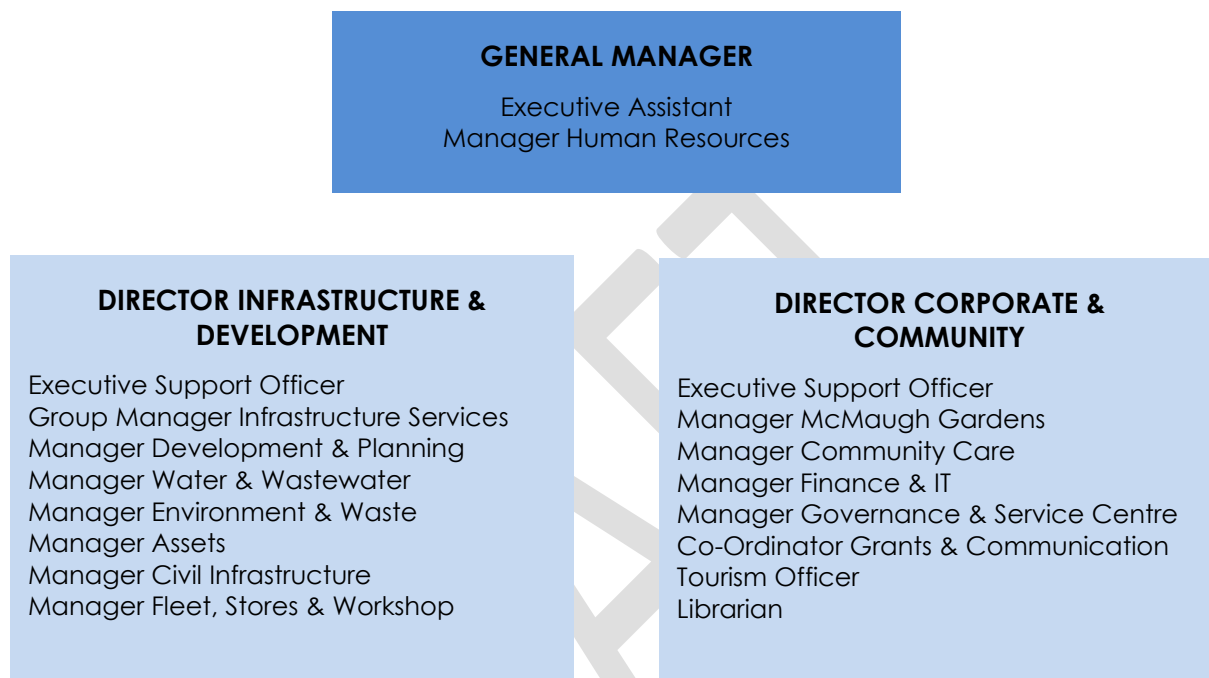 GENERAL MANAGER
Executive Assistant
Manager Human Resources
DIRECTOR INFRASTRUCTURE &
DEVELOPMENT
Executive Support Officer
Group Manager Infrastructure Services
Manager Development & Planning
Manager Water & Wastewater
Manager Environment & Waste
Manager Assets
Manager Civil Infrastructure
Manager Fleet, Stores & Workshop
DIRECTOR CORPORATE &
COMMUNITY
Executive Support Officer
Manager McMaugh Gardens
Manager Community Care
Manager Finance & IT
Manager Governance & Service Centre
Co-Ordinator Grants & Communication
Tourism Officer
Librarian